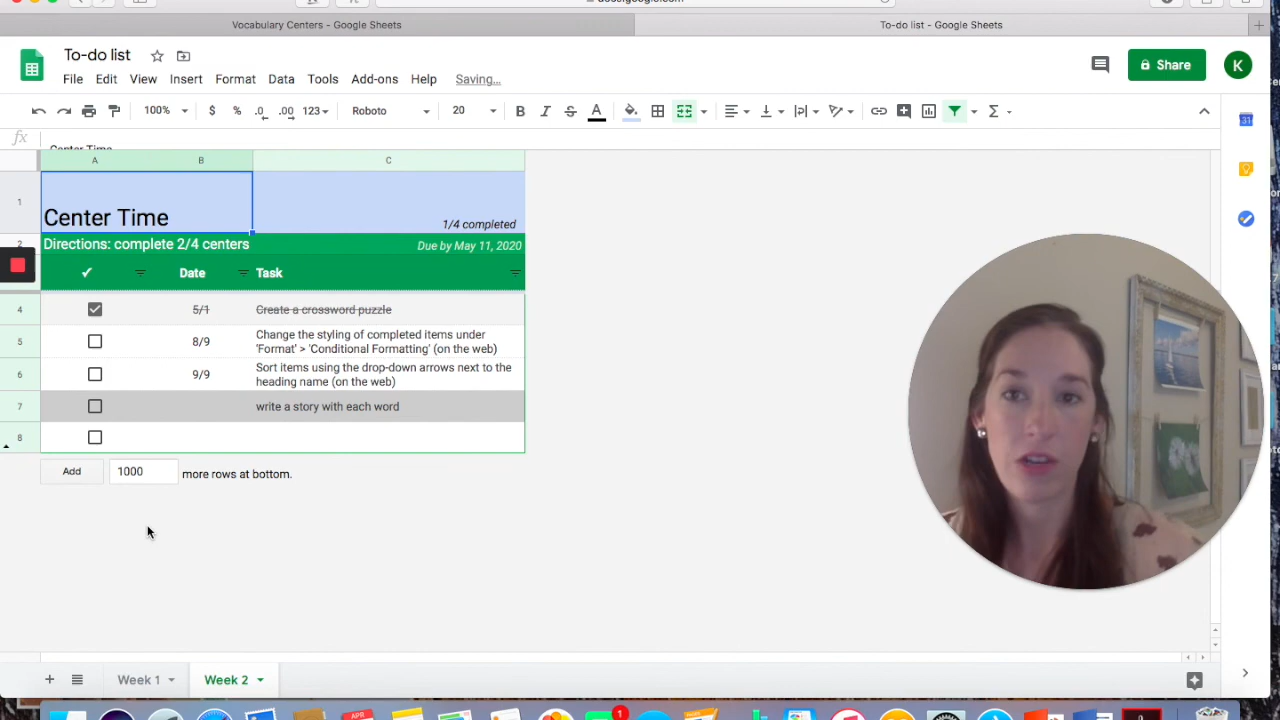 Vocabulary Centers - Google Sheets
To-do list - Google Sheets
To-do list
File Edit View Insert Format Data Tools Add-ons Help Saving...
Share
K
100% $ % .0 .00 123 Roboto 20 B I S A Σ
fx
A B C
1 Center Time 1/4 completed
2 Directions: complete 2/4 centers Due by May 11, 2020
✓ Date Task
4 5/1 Create a crossword puzzle
5 8/9 Change the styling of completed items under
'Format' > 'Conditional Formatting' (on the web)
6 9/9 Sort items using the drop-down arrows next to the
heading name (on the web)
7 write a story with each word
8
Add 1000 more rows at bottom.
Week 1 Week 2
APR
1